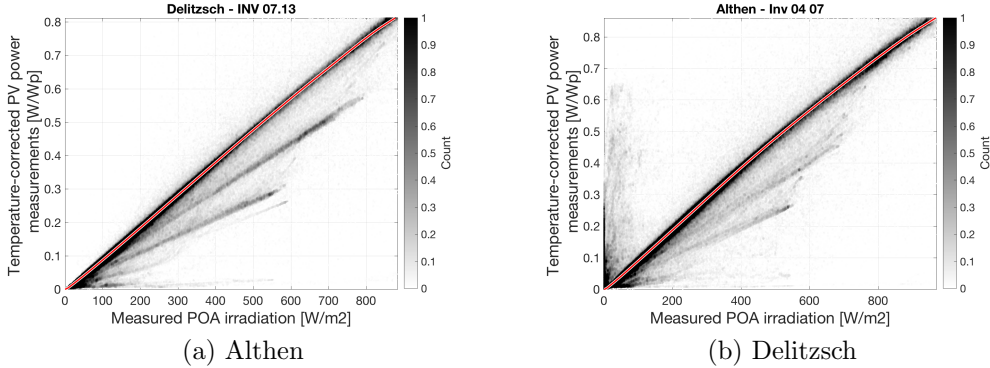 Delitzsch - INV 07.13
Temperature-corrected PV power
measurements [W/Wp]
0.8
0.7
0.6
0.5
0.4
0.3
0.2
0.1
0
0 100 200 300 400 500 600 700 800
Measured POA irradiation [W/m2]
1
0.9
0.8
0.7
0.6
0.5
0.4
0.3
0.2
0.1
0
Count
(a) Althen
Althen - Inv 04 07
Temperature-corrected PV power
measurements [W/Wp]
0.8
0.7
0.6
0.5
0.4
0.3
0.2
0.1
0
0 200 400 600 800
Measured POA irradiation [W/m2]
1
0.9
0.8
0.7
0.6
0.5
0.4
0.3
0.2
0.1
0
Count
(b) Delitzsch